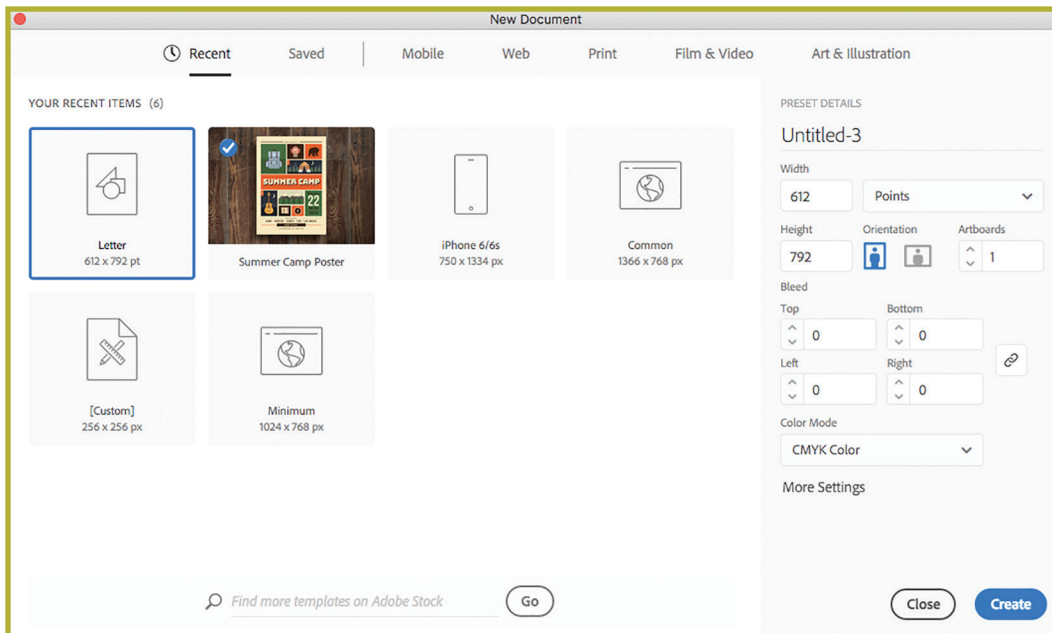 New Document
Recent Saved Mobile Web Print Film & Video Art & Illustration
YOUR RECENT ITEMS (6)
Letter
612 x 792 pt
SUMMER CAMP
22
Summer Camp Poster
iPhone 6/6s
750 x 1334 px
Common
1366 x 768 px
[Custom]
256 x 256 px
Minimum
1024 x 768 px
Find more templates on Adobe Stock
Go
PRESET DETAILS
Untitled-3
Width
612 Points
Height Orientation Artboards
792 1
Bleed
Top Bottom
0 0
Left Right
0 0
Color Mode
CMYK Color
More Settings
Close Create